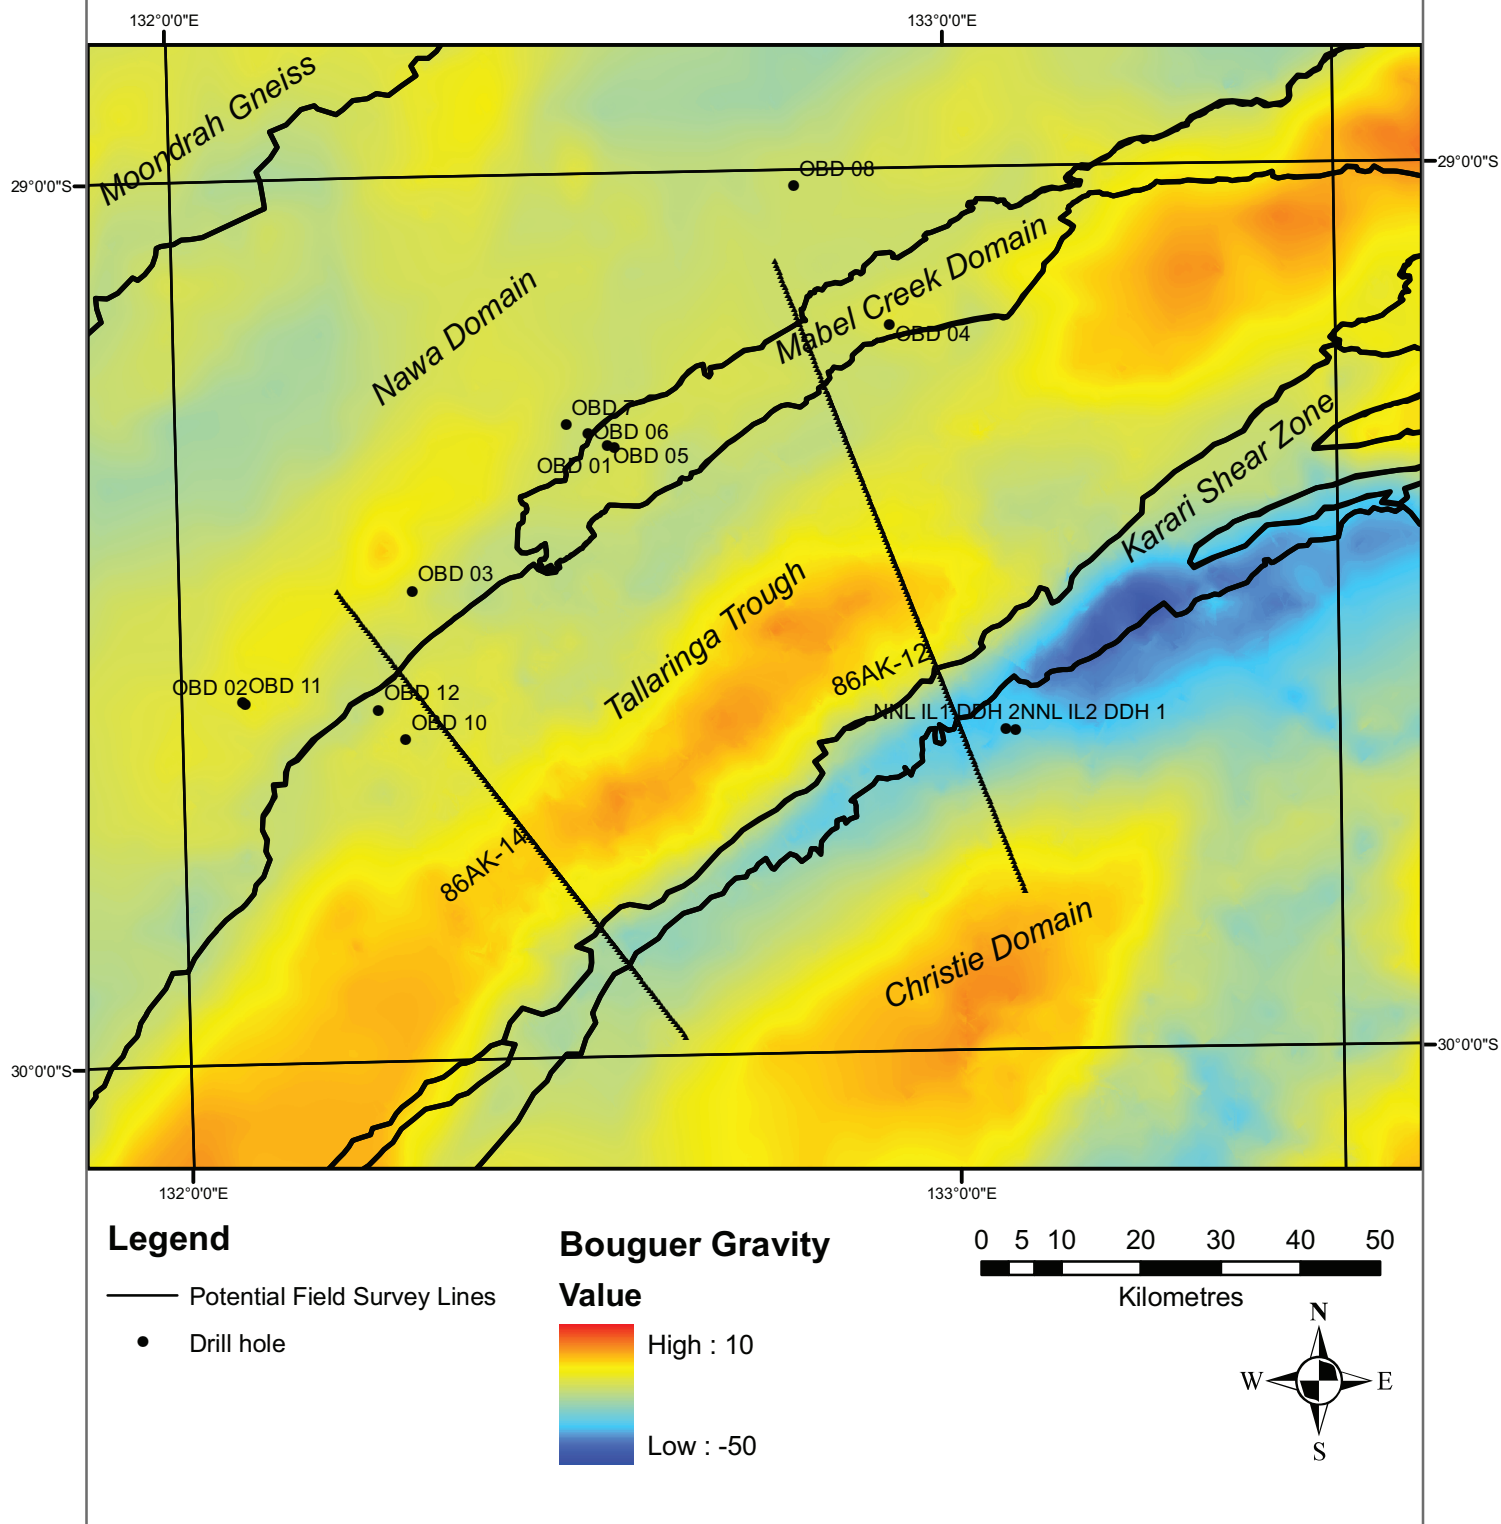 132°0'0"E
133°0'0"E
Moondrah Gneiss
29°0'0"S
29°0'0"S
OBD 08
Mabel Creek Domain
Nawa Domain
OBD 04
OBD 7
OBD 06
OBD 01
OBD 05
Karari Shear Zone
OBD 03
Tallaringa Trough
86AK-12
OBD 02
OBD 11
OBD 12
OBD 10
NNL IL1 DDH 2
NNL IL2 DDH 1
86AK-14
Christie Domain
30°0'0"S
30°0'0"S
132°0'0"E
133°0'0"E
Legend
Potential Field Survey Lines
Drill hole
Bouguer Gravity
Value
High : 10
Low : -50
0 5 10 20 30 40 50
Kilometres
N
W
E
S